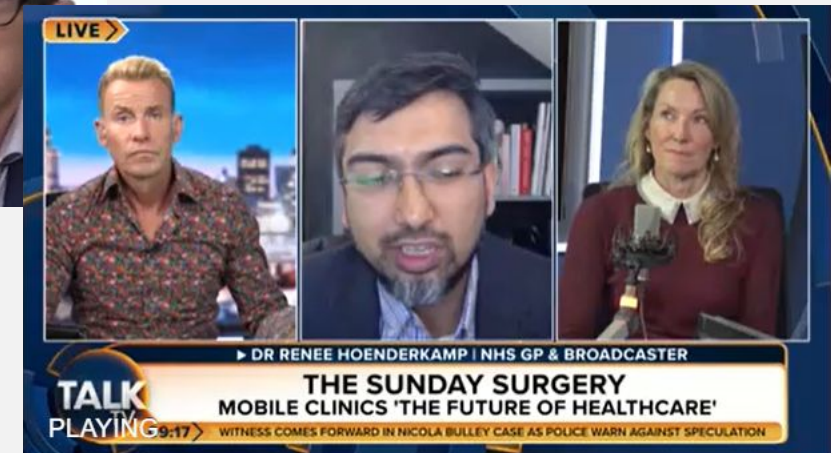 LIVE
▶ DR RENEE HOENDERKAMP | NHS GP & BROADCASTER
THE SUNDAY SURGERY
MOBILE CLINICS 'THE FUTURE OF HEALTHCARE'
TALK
TV
PLAYING
9:17
WITNESS COMES FORWARD IN NICOLA BULLEY CASE AS POLICE WARN AGAINST SPECULATION